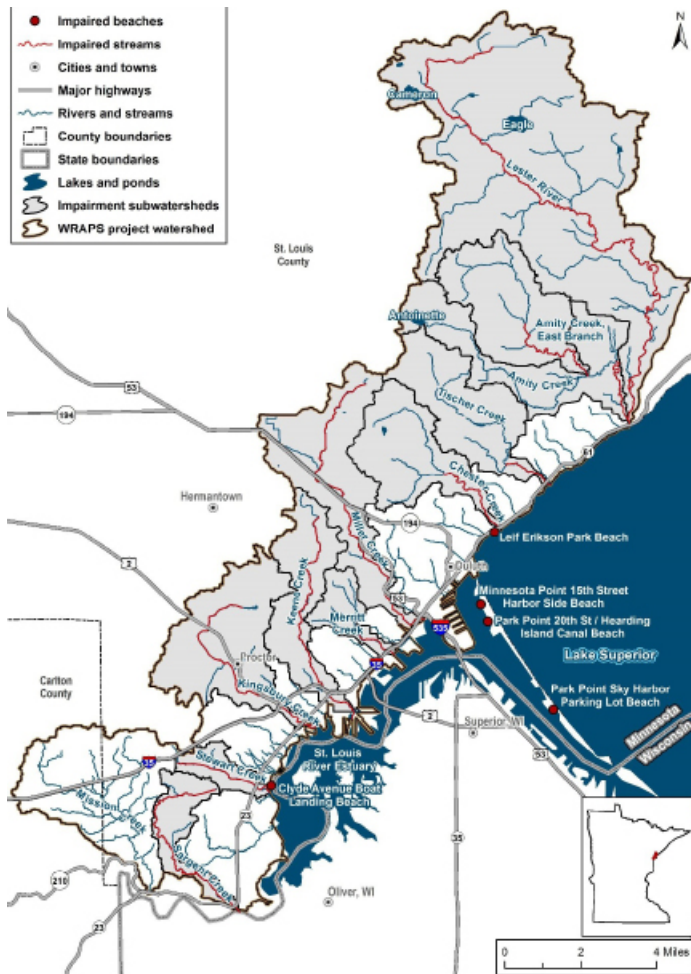 Impaired beaches
Impaired streams
Cities and towns
Major highways
Rivers and streams
County boundaries
State boundaries
Lakes and ponds
Impairment subwatersheds
WRAPS project watershed
N
Cameron
Eagle
Lester River
St. Louis
County
Antoinette
Amity Creek,
East Branch
Amity Creek
Tischer Creek
53
194
61
Chester Creek
Hermantown
194
Miller Creek
Leif Erikson Park Beach
2
Duluth
Keene Creek
53
Minnesota Point 15th Street
Harbor Side Beach
Merritt
Creek
535
Park Point 20th St / Hearding
Island Canal Beach
Lake Superior
Proctor
35
Carlton
County
Kingsbury Creek
Park Point Sky Harbor
Parking Lot Beach
2
Superior, WI
Minnesota
Wisconsin
53
35
St. Louis
River Estuary
Stewart Creek
Clyde Avenue Boat
Landing Beach
Mission Creek
23
35
Sargent Creek
210
Oliver, WI
23
0 2 4 Miles